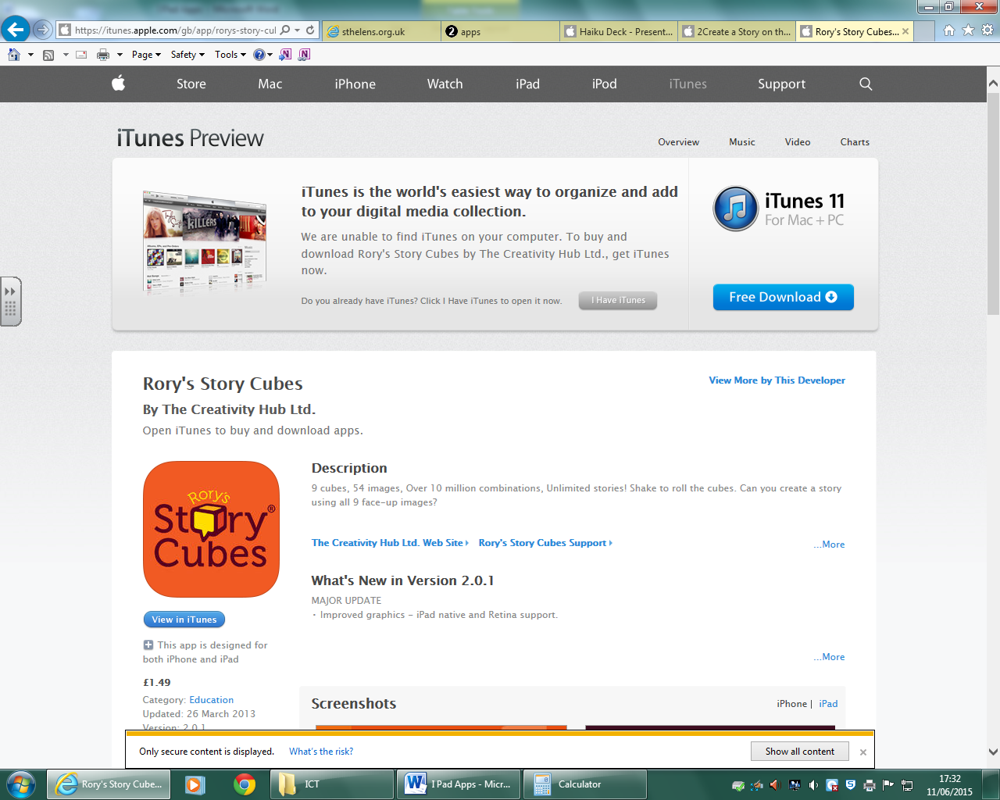 I Pad Apps - Microsoft Word
https://itunes.apple.com/gb/app/rorys-story-cul
sthelens.org.uk
2 apps
Haiku Deck - Present...
2Create a Story on th...
Rory's Story Cubes...
Page
Safety
Tools
Store
Mac
iPhone
Watch
iPad
iPod
iTunes
Support
iTunes Preview
Overview
Music
Video
Charts
iTunes is the world's easiest way to organize and add
to your digital media collection.
We are unable to find iTunes on your computer. To buy and
download Rory's Story Cubes by The Creativity Hub Ltd., get iTunes
now.
Do you already have iTunes? Click I Have iTunes to open it now.
I Have iTunes
KILLERS
iTunes 11
For Mac + PC
Free Download
Rory's Story Cubes
View More by This Developer
By The Creativity Hub Ltd.
Open iTunes to buy and download apps.
Rory's
Story®
Cubes
View in iTunes
This app is designed for
both iPhone and iPad
£1.49
Category: Education
Updated: 26 March 2013
Version: 2.0.1
Description
9 cubes, 54 images, Over 10 million combinations, Unlimited stories! Shake to roll the cubes. Can you create a story
using all 9 face-up images?
The Creativity Hub Ltd. Web Site
Rory's Story Cubes Support
...More
What's New in Version 2.0.1
MAJOR UPDATE
• Improved graphics - iPad native and Retina support.
...More
Screenshots
iPhone | iPad
Only secure content is displayed.
What's the risk?
Show all content
Rory's Story Cube...
ICT
I Pad Apps - Micr...
Calculator
17:32
11/06/2015